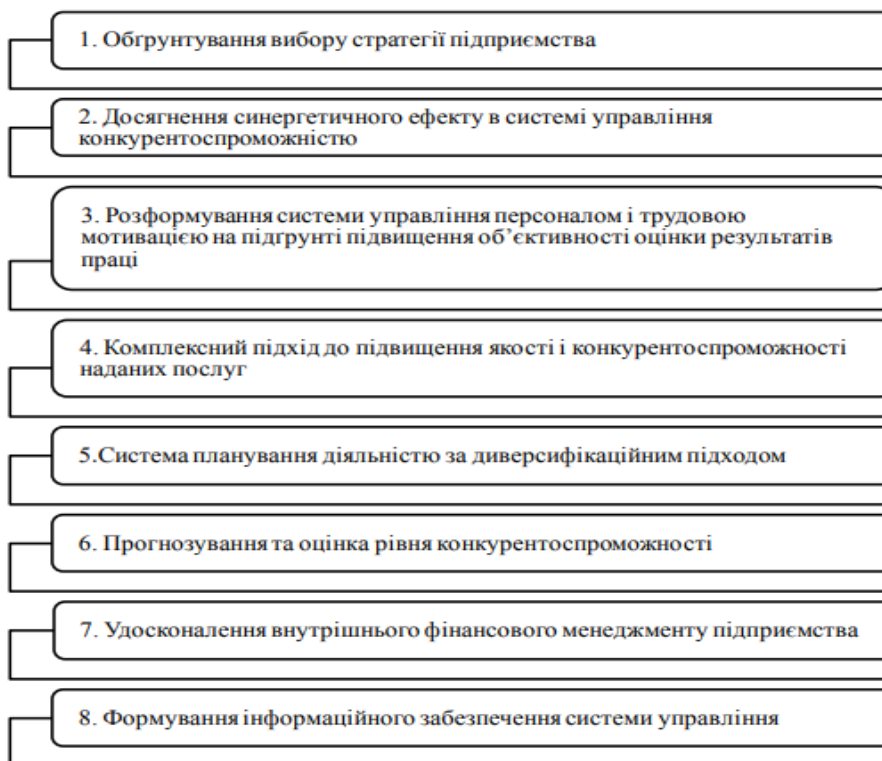 1. Обґрунтування вибору стратегії підприємства
2. Досягнення синергетичного ефекту в системі управління
конкурентоспроможністю
3. Розформування системи управління персоналом і трудовою
мотивацією на підґрунті підвищення об’єктивності оцінки результатів
праці
4. Комплексний підхід до підвищення якості і конкурентоспроможності
наданих послуг
5.Система планування діяльністю за диверсифікаційним підходом
6. Прогнозування та оцінка рівня конкурентоспроможності
7. Удосконалення внутрішнього фінансового менеджменту підприємства
8. Формування інформаційного забезпечення системи управління